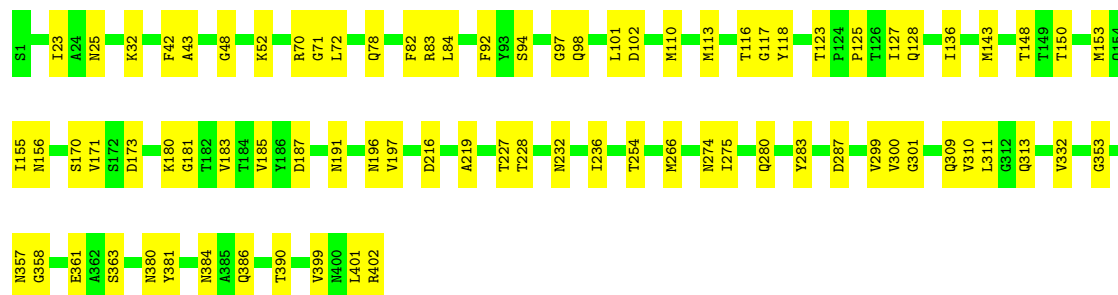 S1 I23 A24 N25 K32 F42 A43 G48 K52 R70 G71 L72 Q78 F82 R83 L84 F92 Y93 S94 G97 Q98 L101 D102 M110 M113 T116 G117 Y118 T123 P124 P125 T126 I127 Q128 I136 M143 T148 T149 T150 M153 Q154
I155 N156 S170 V171 S172 D173 K180 G181 T182 V183 T184 V185 Y186 D187 N191 N196 V197 D216 A219 T227 T228 N232 I236 T254 M266 N274 I275 Q280 Y283 D287 V299 V300 G301 Q309 V310 L311 G312 Q313 V332 G353
N357 G358 E361 A362 S363 N380 Y381 N384 A385 Q386 T390 V399 N400 L401 R402